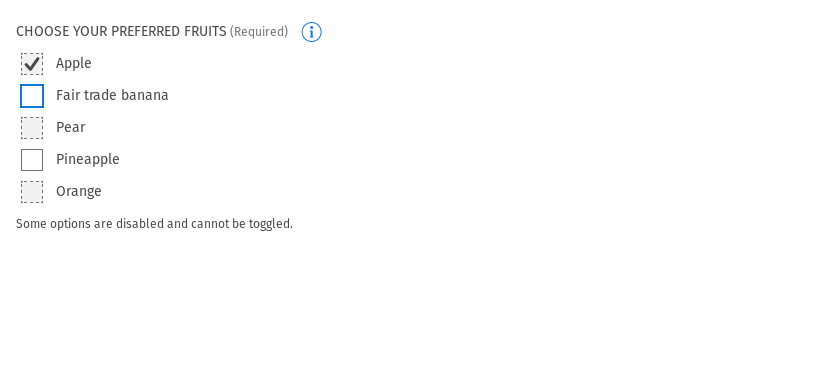 CHOOSE YOUR PREFERRED FRUITS (Required)
Apple
Fair trade banana
Pear
Pineapple
Orange
Some options are disabled and cannot be toggled.